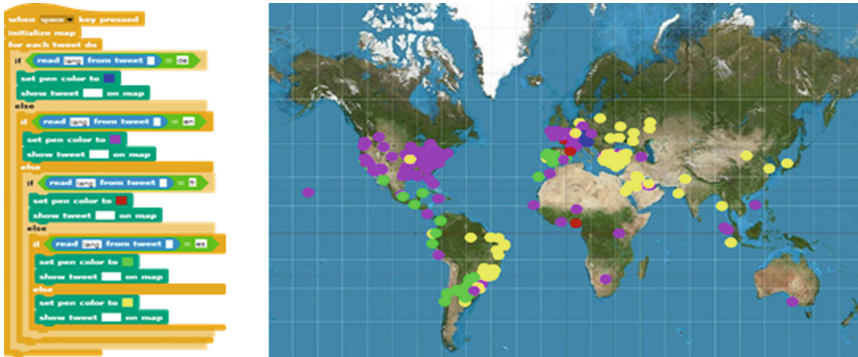 when space key pressed
initialize map
for each tweet do
if read lang from tweet = de
set pen color to
show tweet on map
else
if read lang from tweet = en
set pen color to
show tweet on map
else
if read lang from tweet =
set pen color to
show tweet on map
else
if read lang from tweet = es
set pen color to
show tweet on map
else
set pen color to
show tweet on map